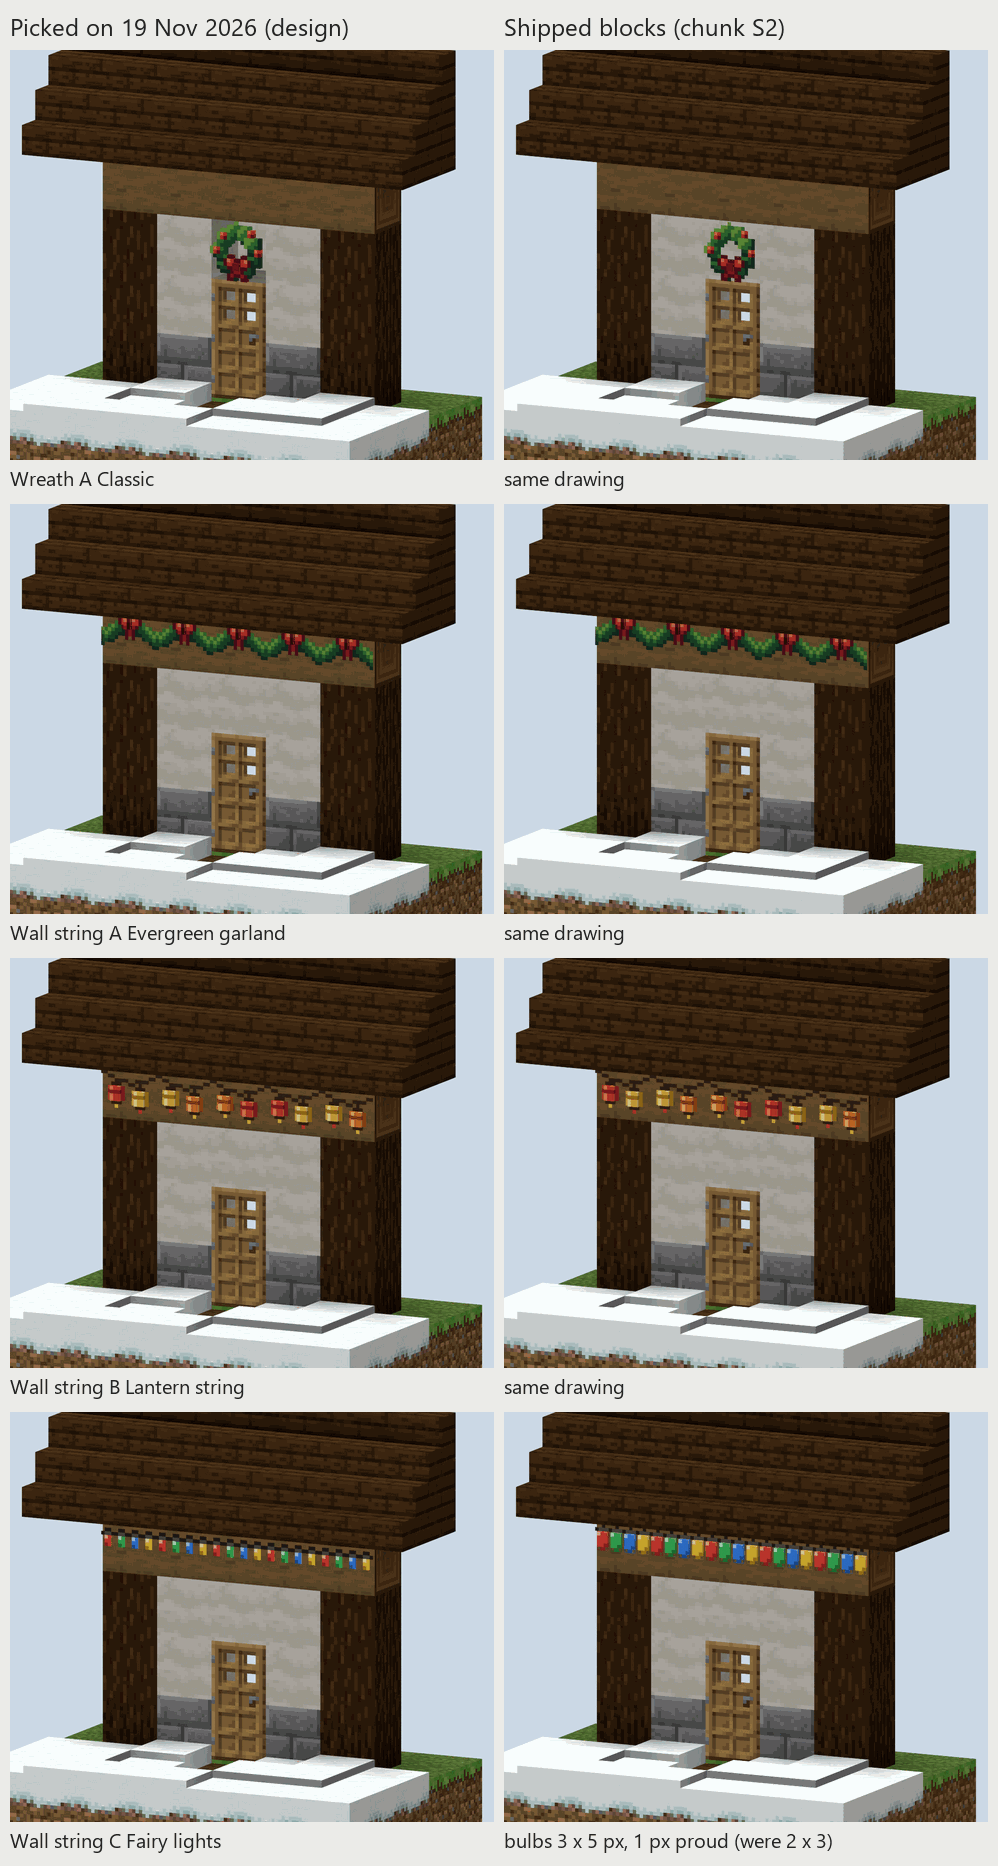 Picked on 19 Nov 2026 (design)
Shipped blocks (chunk S2)
Wreath A Classic
same drawing
Wall string A Evergreen garland
same drawing
Wall string B Lantern string
same drawing
Wall string C Fairy lights
bulbs 3 x 5 px, 1 px proud (were 2 x 3)